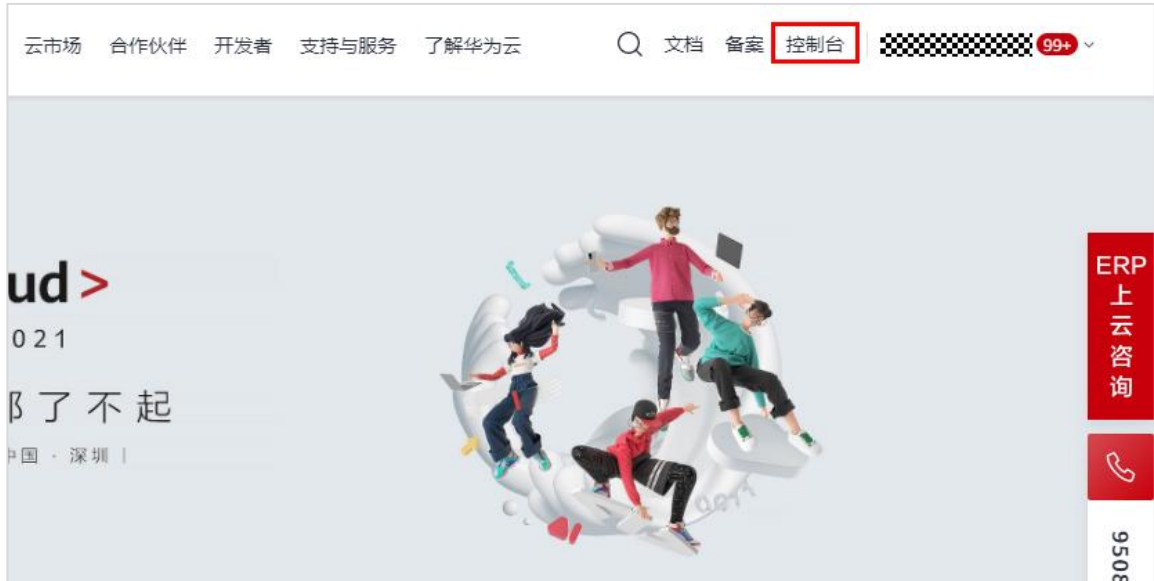 云市场 合作伙伴 开发者 支持与服务 了解华为云 文档 备案 控制台 99+
ud>
021
了不起
国 · 深圳 |
ERP
上
云
咨
询
9508